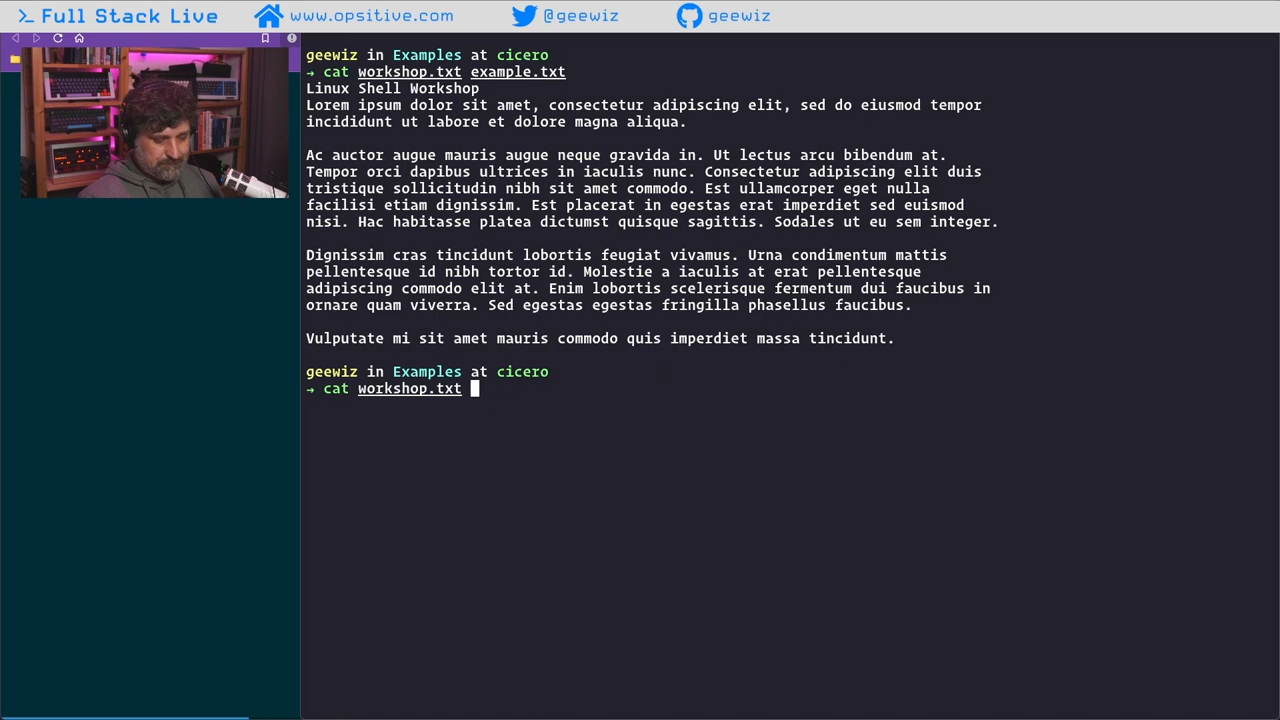 >_ Full Stack Live www.opsitive.com @geewiz geewiz
geewiz in Examples at cicero
→ cat workshop.txt example.txt
Linux Shell Workshop
Lorem ipsum dolor sit amet, consectetur adipiscing elit, sed do eiusmod tempor
incididunt ut labore et dolore magna aliqua.
Ac auctor augue mauris augue neque gravida in. Ut lectus arcu bibendum at.
Tempor orci dapibus ultrices in iaculis nunc. Consectetur adipiscing elit duis
tristique sollicitudin nibh sit amet commodo. Est ullamcorper eget nulla
facilisi etiam dignissim. Est placerat in egestas erat imperdiet sed euismod
nisi. Hac habitasse platea dictumst quisque sagittis. Sodales ut eu sem integer.
Dignissim cras tincidunt lobortis feugiat vivamus. Urna condimentum mattis
pellentesque id nibh tortor id. Molestie a iaculis at erat pellentesque
adipiscing commodo elit at. Enim lobortis scelerisque fermentum dui faucibus in
ornare quam viverra. Sed egestas egestas fringilla phasellus faucibus.
Vulputate mi sit amet mauris commodo quis imperdiet massa tincidunt.
geewiz in Examples at cicero
→ cat workshop.txt